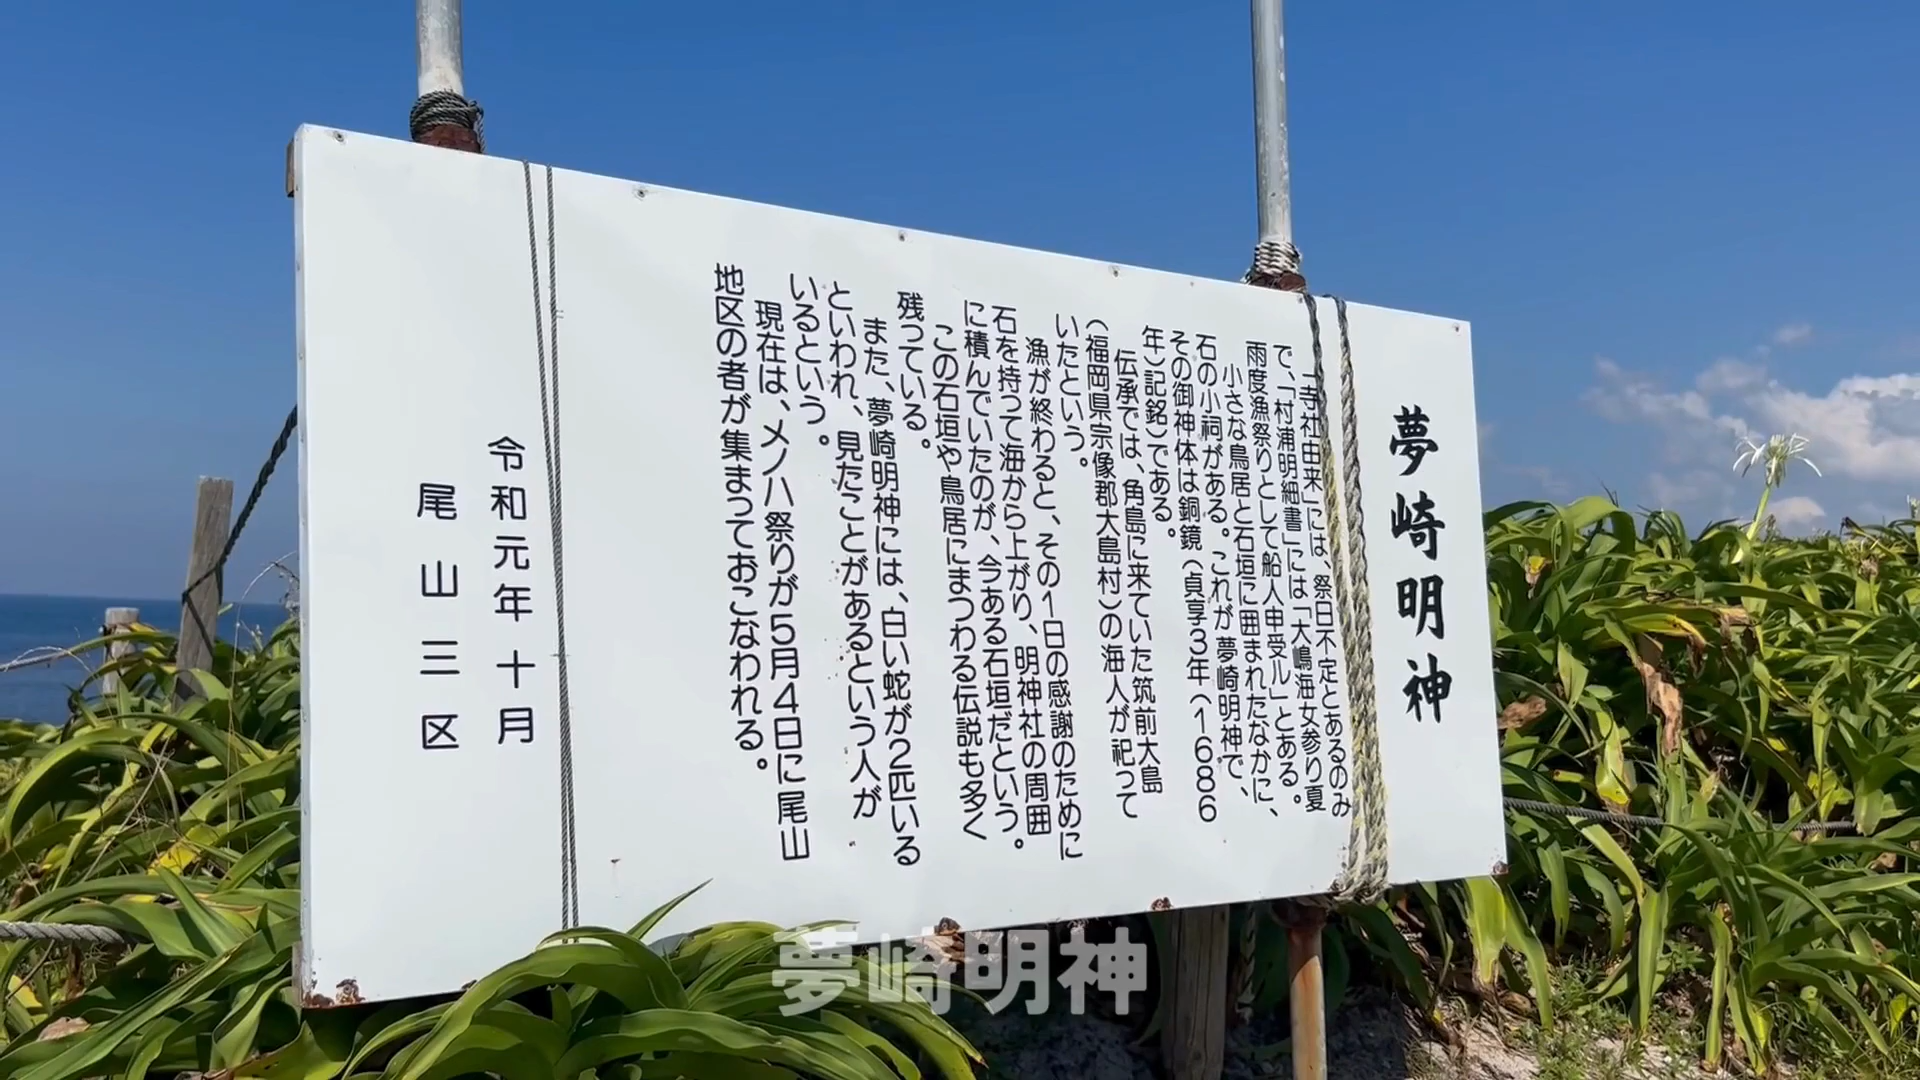 夢崎明神
「寺社由来」には、祭日不定とあるのみ
で、「村浦明細書」には「大嶋海女参り夏
雨度漁祭りとして船人申受ル」とある。
小さな鳥居と石垣に囲まれたなかに、
石の小祠がある。これが夢崎明神で、
その御神体は銅鏡(貞享3年(1686
年)記銘)である。
伝承では、角島に来ていた筑前大島
(福岡県宗像郡大島村)の海人が祀って
いたという。
漁が終わると、その1日の感謝のために
石を持って海から上がり、明神社の周囲
に積んでいたのが、今ある石垣だという。
この石垣や鳥居にまつわる伝説も多く
残っている。
また、夢崎明神には、白い蛇が2匹いる
といわれ、見たことがあるという人が
いるという。
現在は、メノハ祭りが5月4日に尾山
地区の者が集まっておこなわれる。
令和元年十月
尾山三区
夢崎明神